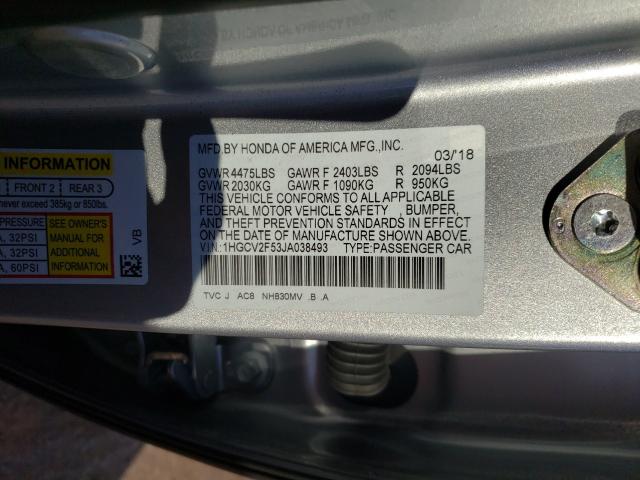 INFORMATION
FRONT 2 REAR 3
never exceed 385kg or 850lbs.
PRESSURE
32PSI
32PSI
60PSI
SEE OWNER'S
MANUAL FOR
ADDITIONAL
INFORMATION
VB
MFD.BY HONDA OF AMERICA MFG.,INC.
03/'18
GVWR 4475LBS GAWR F 2403LBS R 2094LBS
GVWR 2030KG GAWR F 1090KG R 950KG
THIS VEHICLE CONFORMS TO ALL APPLICABLE
FEDERAL MOTOR VEHICLE SAFETY , BUMPER,
AND THEFT PREVENTION STANDARDS IN EFFECT
ON THE DATE OF MANUFACTURE SHOWN ABOVE.
V.I.N:1HGCV2F53JA038493 TYPE:PASSENGER CAR
TVC J AC8 NH830MV .B .A